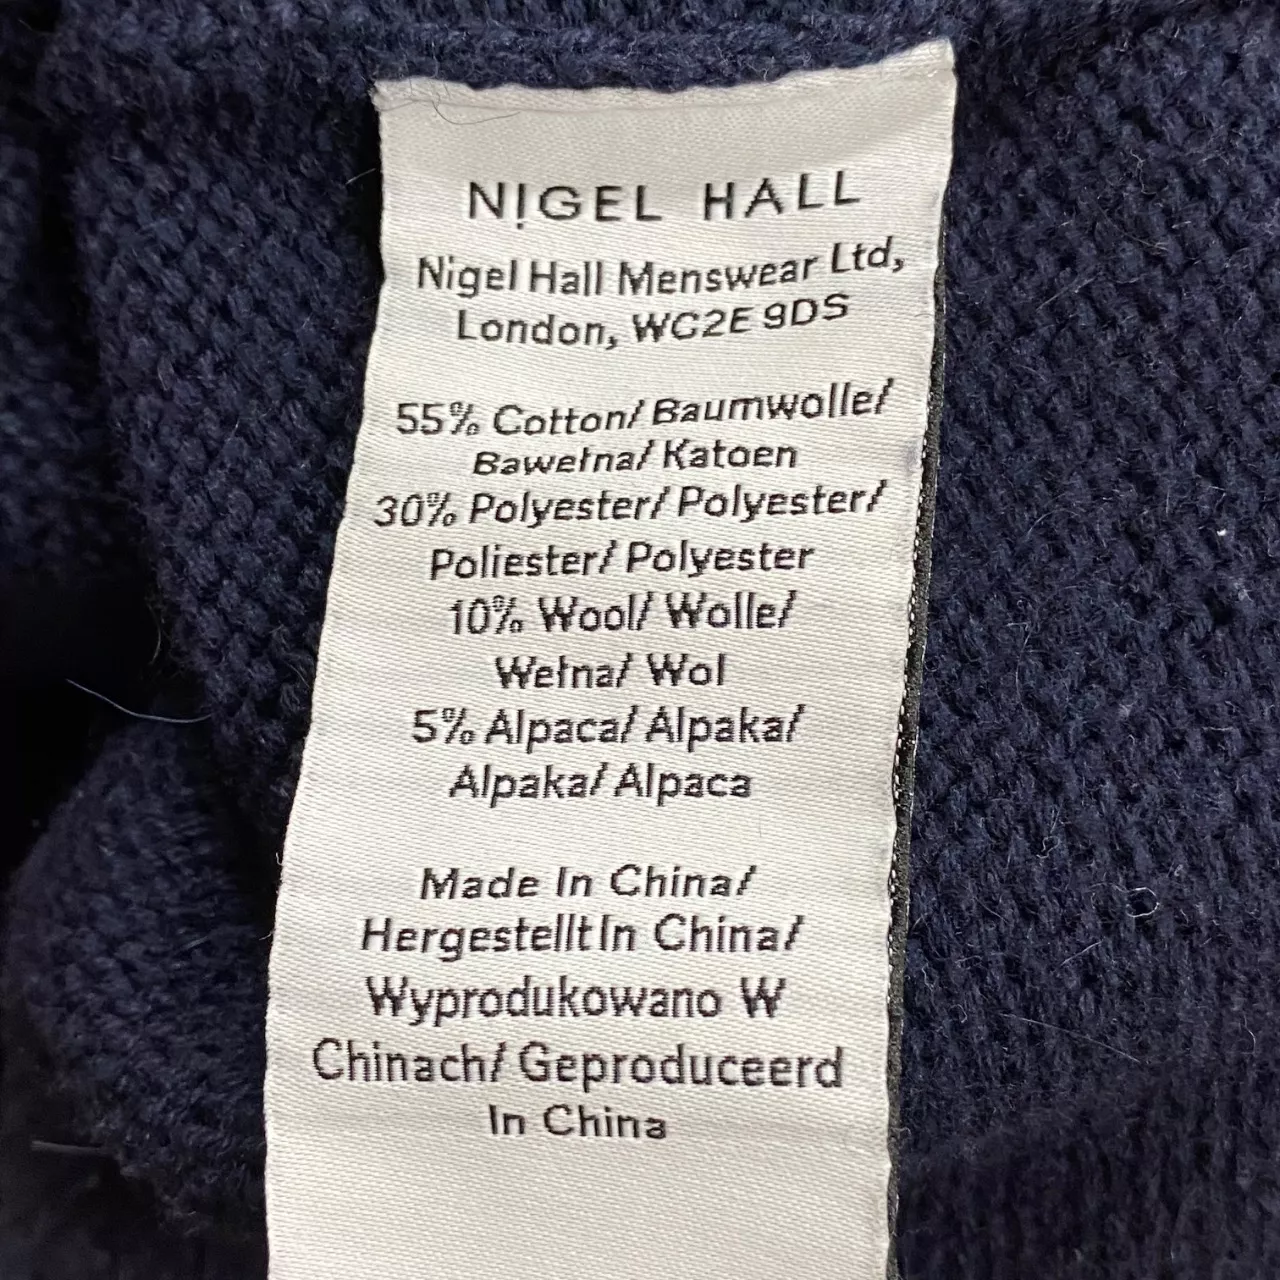 NIGEL HALL
Nigel Hall Menswear Ltd,
London, WC2E 9DS
55% Cotton/ Baumwolle/
Bawełna/ Katoen
30% Polyester/ Polyester/
Poliester/ Polyester
10% Wool/ Wolle/
Wełna/ Wol
5% Alpaca/ Alpaka/
Alpaka/ Alpaca
Made In China/
Hergestellt In China/
Wyprodukowano W
Chinach/ Geproduceerd
In China